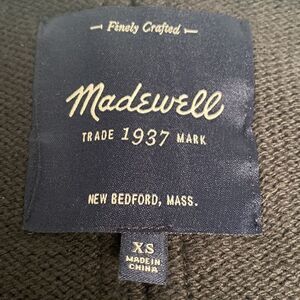 Finely Crafted
Madewell
TRADE 1937 MARK
NEW BEDFORD, MASS.
XS
MADE IN
CHINA